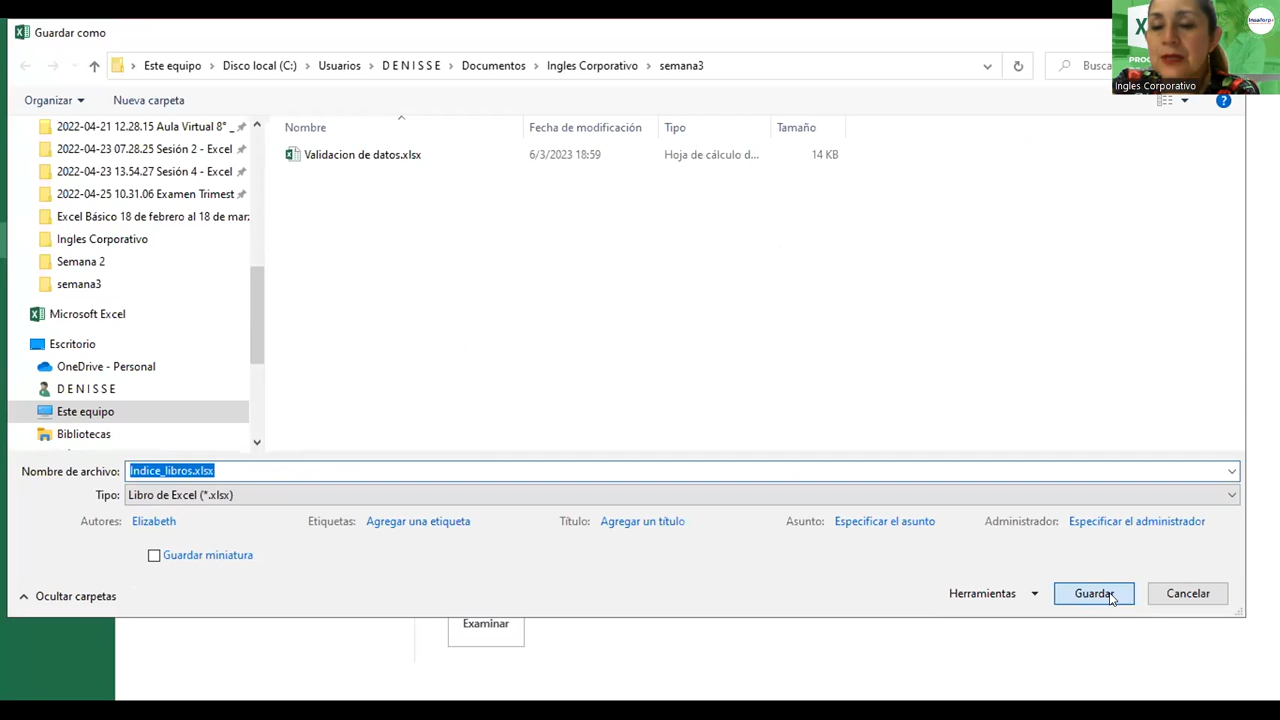 Guardar como
Este equipo > Disco local (C:) > Usuarios > D E N I S S E > Documentos > Ingles Corporativo > semana3
Busca
Ingles Corporativo
Organizar
Nueva carpeta
2022-04-21 12.28.15 Aula Virtual 8° _
2022-04-23 07.28.25 Sesión 2 - Excel
2022-04-23 13.54.27 Sesión 4 - Excel
2022-04-25 10.31.06 Examen Trimest
Excel Básico 18 de febrero al 18 de mar.
Ingles Corporativo
Semana 2
semana3
Microsoft Excel
Escritorio
OneDrive - Personal
D E N I S S E
Este equipo
Bibliotecas
Nombre Fecha de modificación Tipo Tamaño
Validacion de datos.xlsx 6/3/2023 18:59 Hoja de cálculo d... 14 KB
Nombre de archivo: Indice_libros.xlsx
Tipo: Libro de Excel (*.xlsx)
Autores: Elizabeth Etiquetas: Agregar una etiqueta Título: Agregar un título Asunto: Especificar el asunto Administrador: Especificar el administrador
Guardar miniatura
Ocultar carpetas
Herramientas
Guardar
Cancelar
Examinar